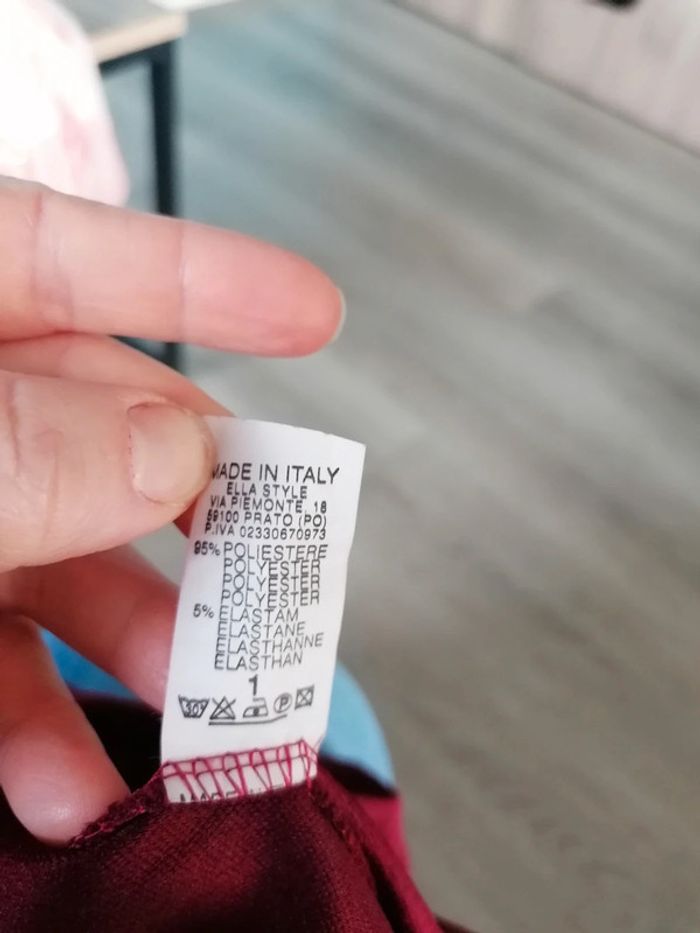 MADE IN ITALY
ELLA STYLE
VIA PIEMONTE, 18
59100 PRATO (PO)
P.IVA 02330670973
95% POLIESTERE
POLYESTER
POLYESTER
POLYESTER
5% ELASTAM
ELASTANE
ELASTHANNE
ELASTHAN
1
30° P